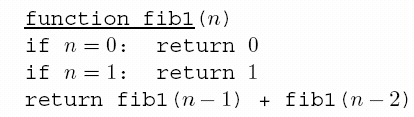 function fib1(n)
if n = 0: return 0
if n = 1: return 1
return fib1(n − 1) + fib1(n − 2)